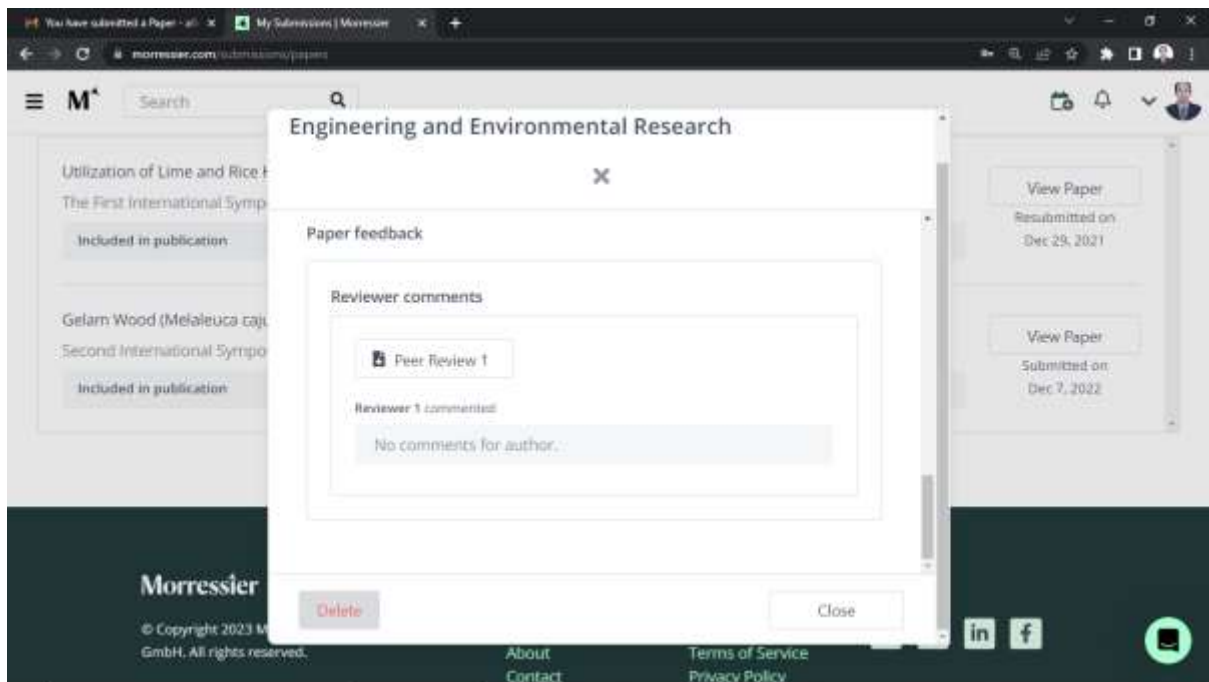 You have submitted a Paper - al
My Submissions | Morressier
morressier.com/submissions/papers
M
Search
Engineering and Environmental Research
Utilization of Lime and Rice H
The First International Symp
Included in publication
View Paper
Resubmitted on
Dec 29, 2021
Paper feedback
Reviewer comments
Peer Review 1
Reviewer 1 commented
No comments for author.
Gelam Wood (Melaleuca caju
Second International Sympo
Included in publication
View Paper
Submitted on
Dec 7, 2022
Delete
Close
Morressier
© Copyright 2023 M
GmbH. All rights reserved.
About
Contact
Terms of Service
Privacy Policy
in f